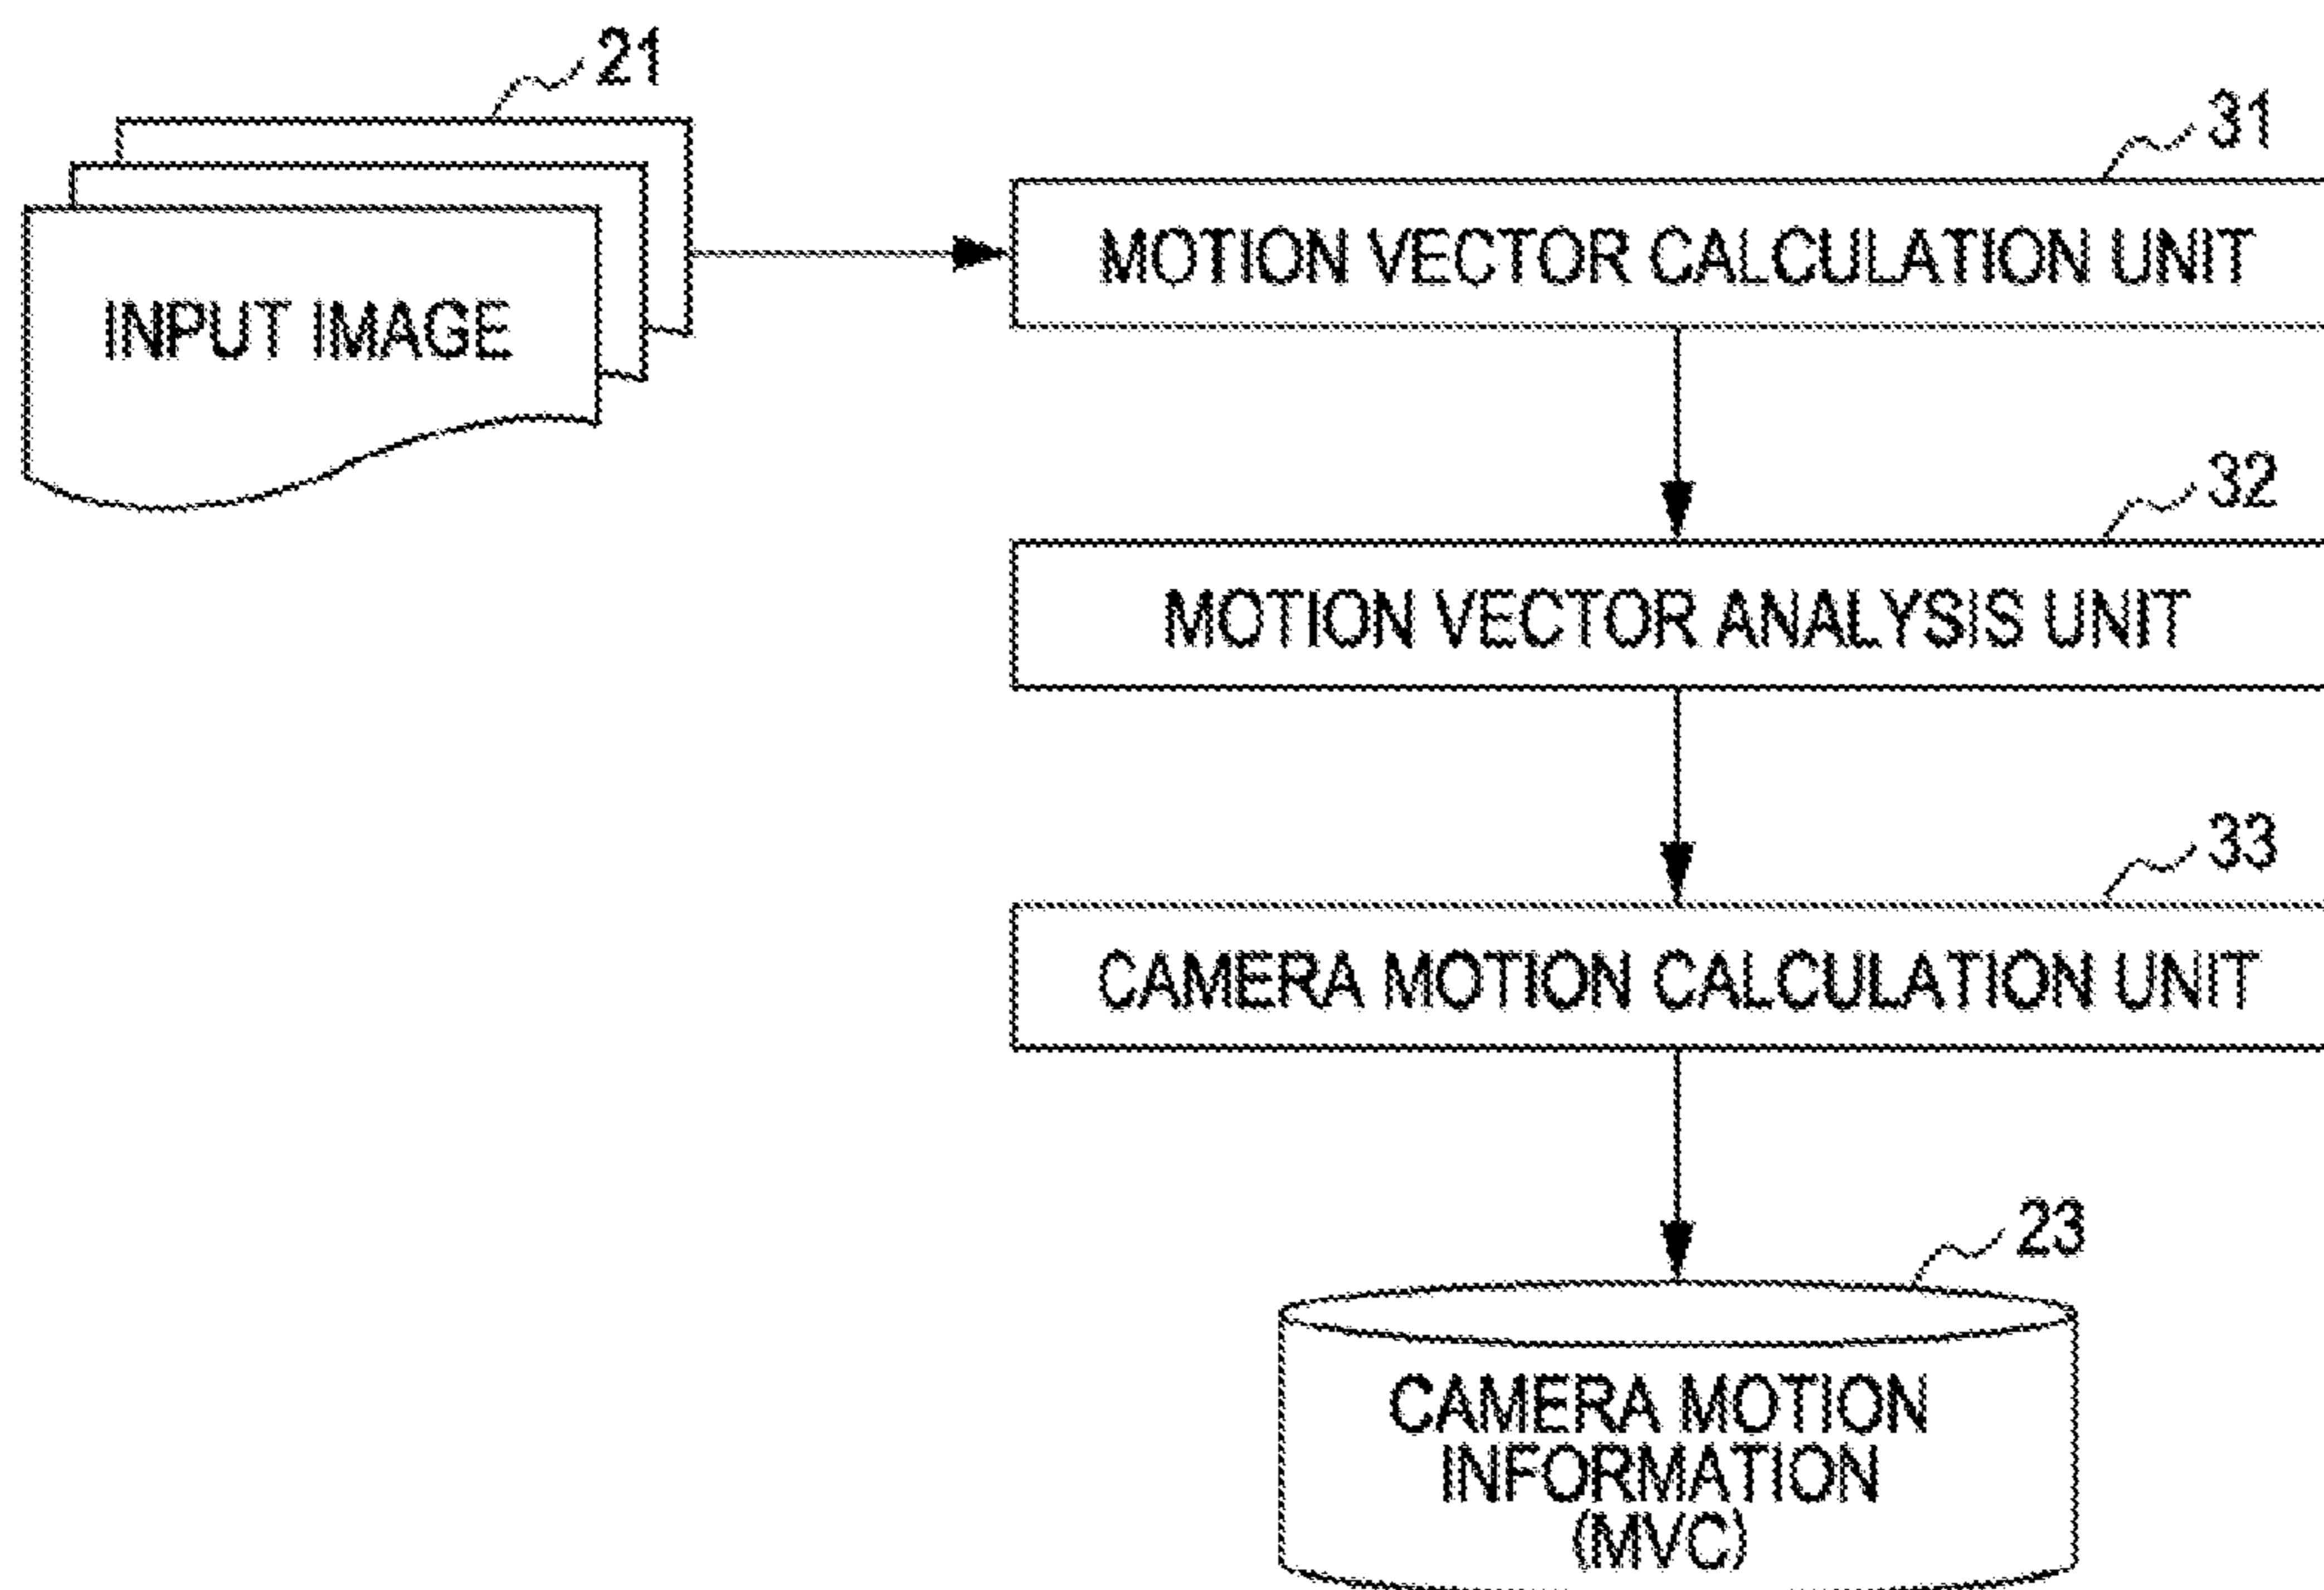 21
31
INPUT IMAGE
MOTION VECTOR CALCULATION UNIT
32
MOTION VECTOR ANALYSIS UNIT
33
CAMERA MOTION CALCULATION UNIT
23
CAMERA MOTION
INFORMATION
(MVC)